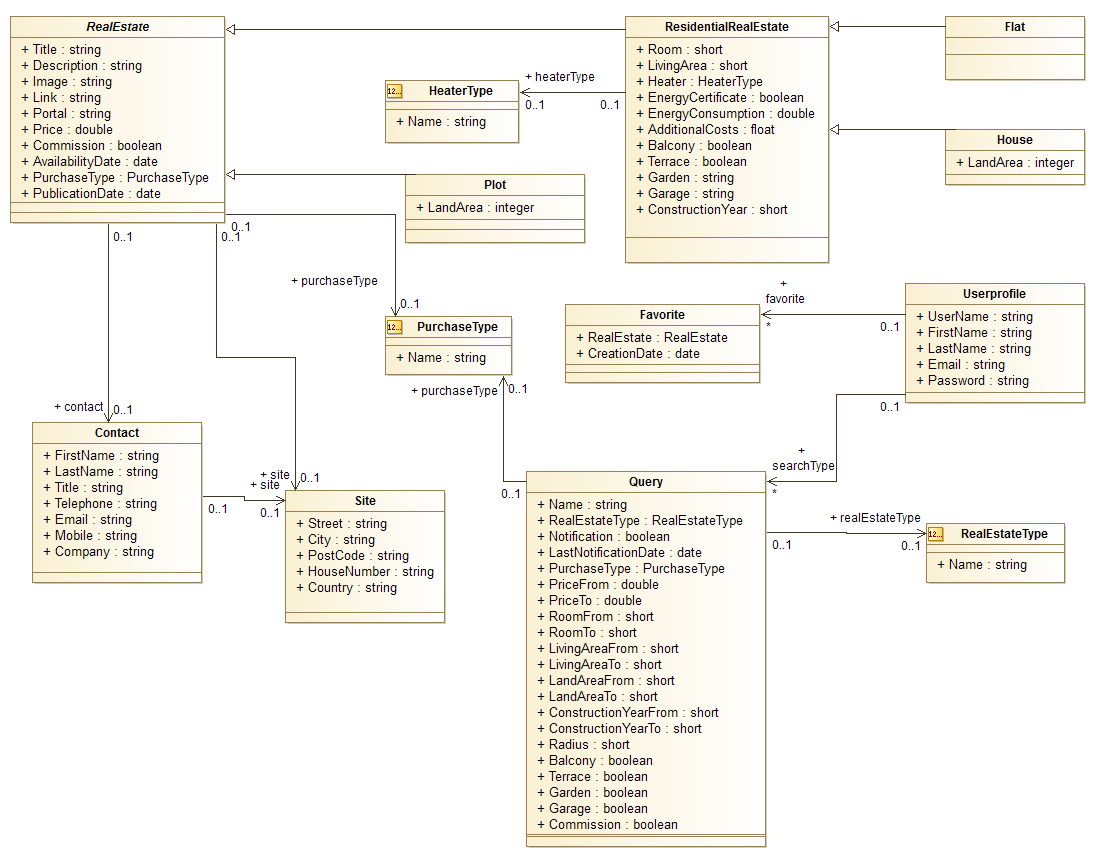 RealEstate
+ Title : string
+ Description : string
+ Image : string
+ Link : string
+ Portal : string
+ Price : double
+ Commission : boolean
+ AvailabilityDate : date
+ PurchaseType : PurchaseType
+ PublicationDate : date
ResidentialRealEstate
+ Room : short
+ LivingArea : short
+ Heater : HeaterType
+ EnergyCertificate : boolean
+ EnergyConsumption : double
+ AdditionalCosts : float
+ Balcony : boolean
+ Terrace : boolean
+ Garden : string
+ Garage : string
+ ConstructionYear : short
Flat
House
+ LandArea : integer
+ heaterType
0..1
0..1
12...
HeaterType
+ Name : string
Plot
+ LandArea : integer
0..1
0..1
0..1
+ purchaseType
0..1
12...
PurchaseType
+ Name : string
+ purchaseType
0..1
0..1
Favorite
+ RealEstate : RealEstate
+ CreationDate : date
+
favorite
*
0..1
Userprofile
+ UserName : string
+ FirstName : string
+ LastName : string
+ Email : string
+ Password : string
0..1
+
searchType
*
+ contact
0..1
Contact
+ FirstName : string
+ LastName : string
+ Title : string
+ Telephone : string
+ Email : string
+ Mobile : string
+ Company : string
+ site
0..1
+ site
0..1
0..1
Site
+ Street : string
+ City : string
+ PostCode : string
+ HouseNumber : string
+ Country : string
Query
+ Name : string
+ RealEstateType : RealEstateType
+ Notification : boolean
+ LastNotificationDate : date
+ PurchaseType : PurchaseType
+ PriceFrom : double
+ PriceTo : double
+ RoomFrom : short
+ RoomTo : short
+ LivingAreaFrom : short
+ LivingAreaTo : short
+ LandAreaFrom : short
+ LandAreaTo : short
+ ConstructionYearFrom : short
+ ConstructionYearTo : short
+ Radius : short
+ Balcony : boolean
+ Terrace : boolean
+ Garden : boolean
+ Garage : boolean
+ Commission : boolean
+ realEstateType
0..1
0..1
12...
RealEstateType
+ Name : string